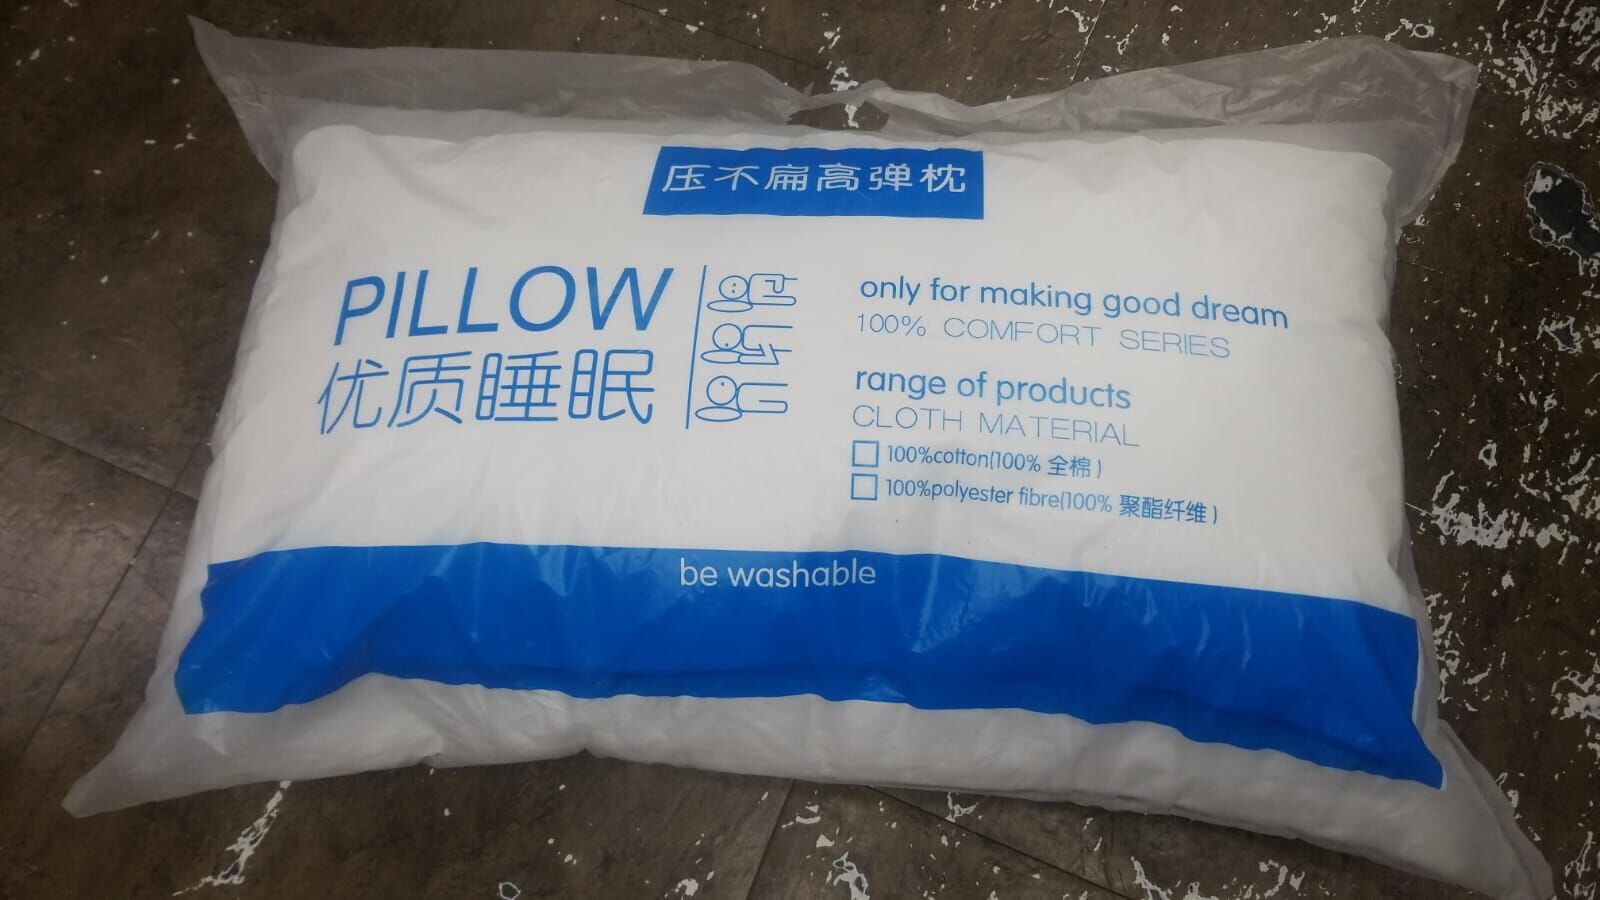 压不扁高弹枕
PILLOW
优质睡眠
only for making good dream
100% COMFORT SERIES
range of products
CLOTH MATERIAL
100%cotton(100% 全棉)
100%polyester fibre(100% 聚酯纤维)
be washable